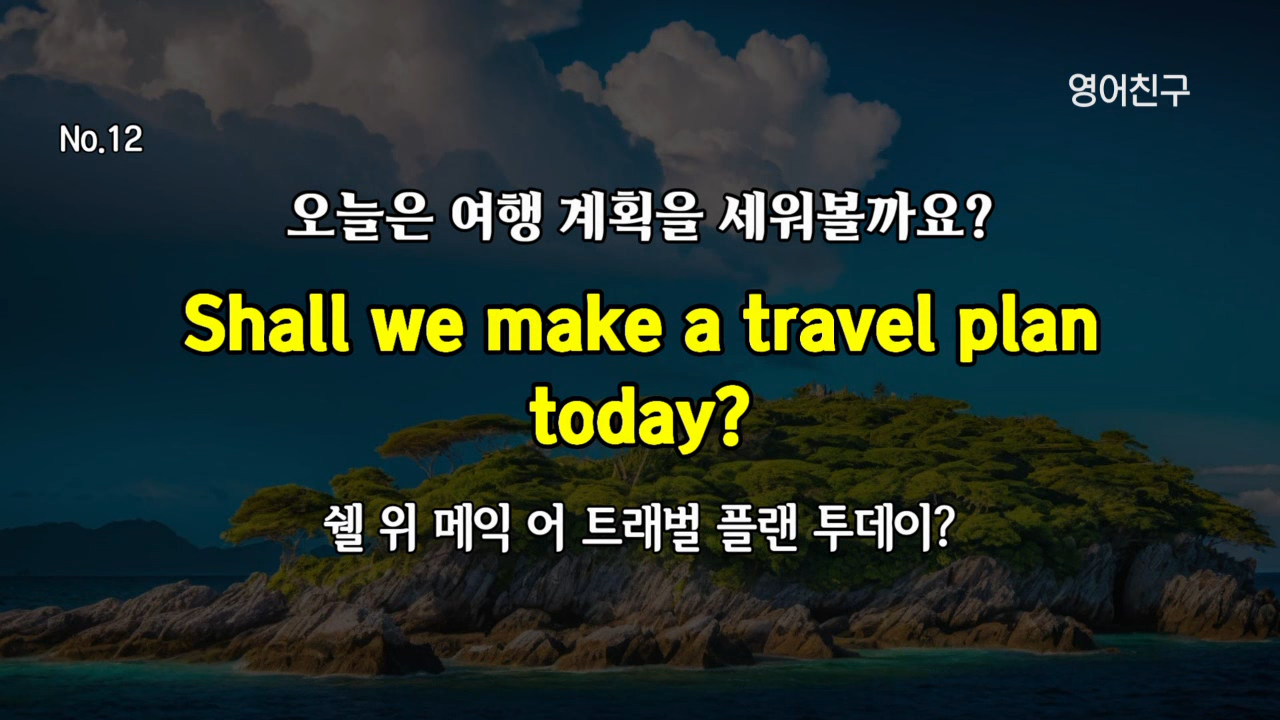 영어친구
No.12
오늘은 여행 계획을 세워볼까요?
Shall we make a travel plan
today?
쉘 위 메익 어 트래벌 플랜 투데이?